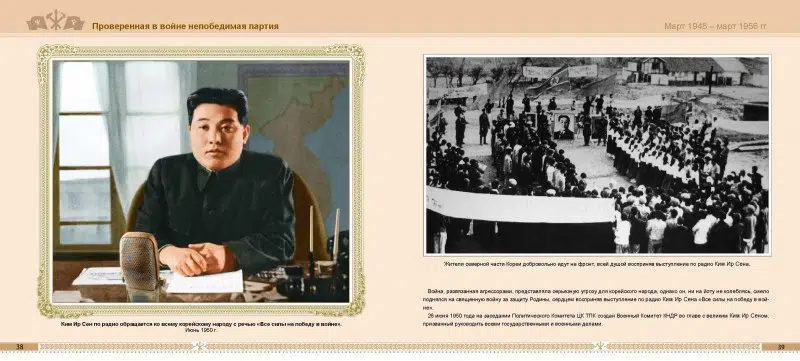 Проверенная в войне непобедимая партия
Март 1948 – март 1958 гг.
Ким Ир Сен по радио обращается ко всему корейскому народу с речью «Все силы на победу в войне».
Июнь 1950 г.
Жители северной части Кореи добровольно идут на фронт, всей душой восприняв выступление по радио Ким Ир Сена.
Война, развязанная агрессорами, представляла серьезную угрозу для корейского народа, однако он, ни на йоту не колеблясь, смело
поднялся на священную войну за защиту Родины, сердцем восприняв выступление по радио Ким Ир Сена «Все силы на победу в вой-
не».
26 июня 1950 года на заседании Политического Комитета ЦК ТПК создан Военный Комитет КНДР во главе с великим Ким Ир Сеном,
призванный руководить всеми государственными и военными делами.
38
39